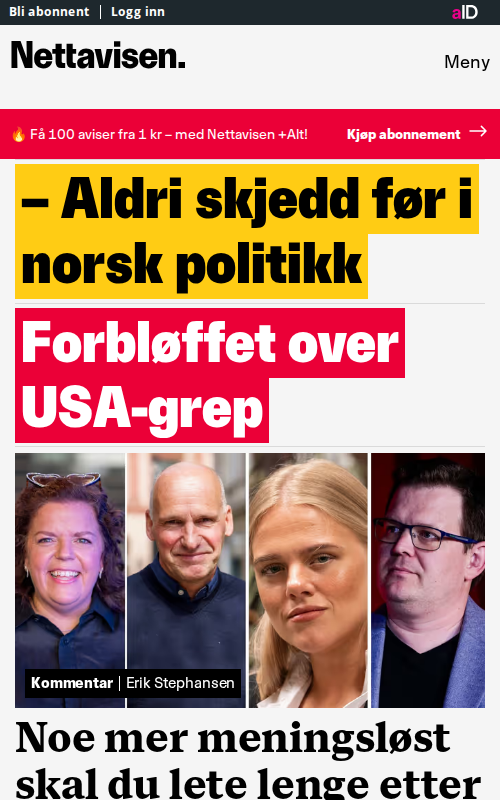 Bli abonnent | Logg inn
aID
Nettavisen.
Meny
🔥 Få 100 aviser fra 1 kr – med Nettavisen +Alt!
Kjøp abonnement →
– Aldri skjedd før i
norsk politikk
Forbløffet over
USA-grep
Kommentar | Erik Stephansen
Noe mer meningsløst
skal du lete lenge etter